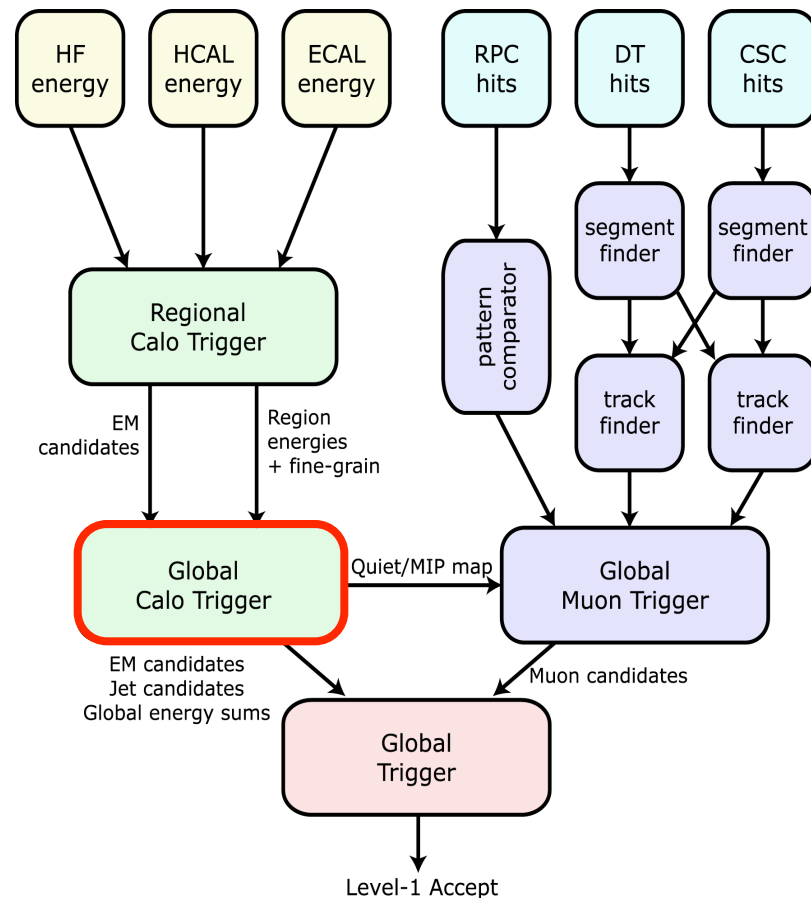 HF
energy
HCAL
energy
ECAL
energy
RPC
hits
DT
hits
CSC
hits
segment
finder
segment
finder
Regional
Calo Trigger
pattern
comparator
track
finder
track
finder
EM
candidates
Region
energies
+ fine-grain
Global
Calo Trigger
Quiet/MIP map
Global
Muon Trigger
EM candidates
Jet candidates
Global energy sums
Muon candidates
Global
Trigger
Level-1 Accept